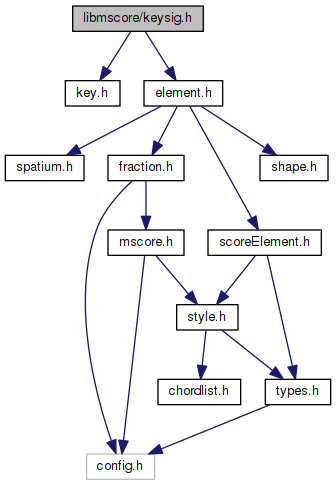 libmscore/keysig.h
key.h
element.h
spatium.h
fraction.h
shape.h
mscore.h
scoreElement.h
style.h
chordlist.h
types.h
config.h